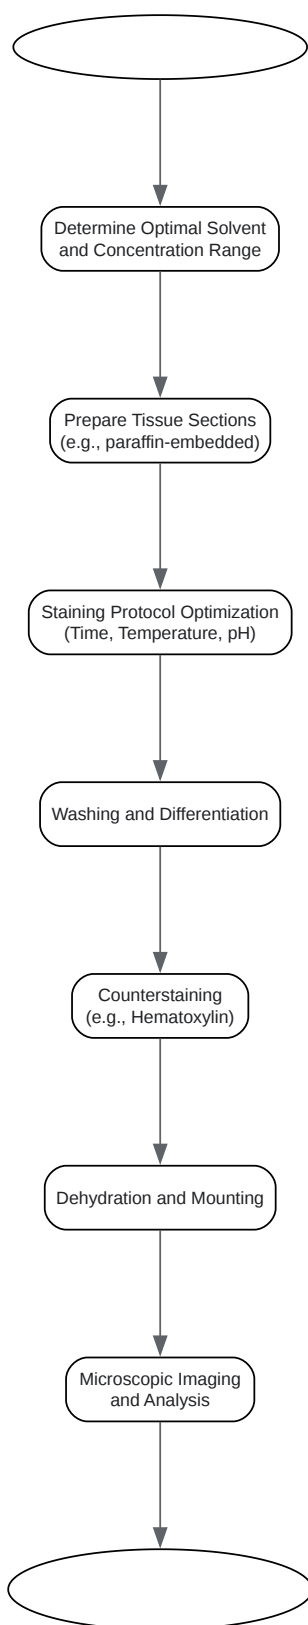 Determine Optimal Solvent
and Concentration Range
Prepare Tissue Sections
(e.g., paraffin-embedded)
Staining Protocol Optimization
(Time, Temperature, pH)
Washing and Differentiation
Counterstaining
(e.g., Hematoxylin)
Dehydration and Mounting
Microscopic Imaging
and Analysis